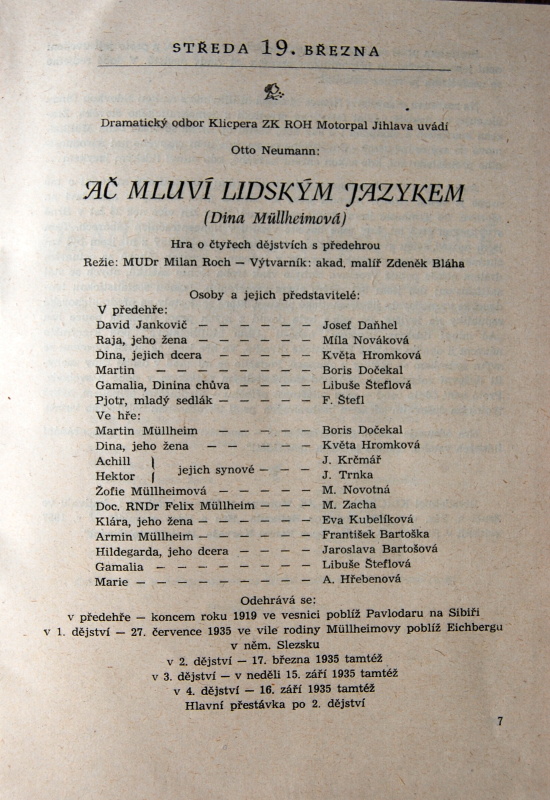 STŘEDA 19. BŘEZNA
Dramatický odbor Klicpera ZK ROH Motorpal Jihlava uvádí
Otto Neumann:
AČ MLUVÍ LIDSKÝM JAZYKEM
(Dina Müllheimová)
Hra o čtyřech dějstvích s předehrou
Režie: MUDr Milan Roch — Výtvarník: akad. malíř Zdeněk Bláha
Osoby a jejich představitelé:
V předehře:
David Jankovič — — — — — — Josef Daňhel
Raja, jeho žena — — — — — — Míla Nováková
Dina, jejich dcera — — — — — Květa Hromková
Martin — — — — — — — Boris Dočekal
Gamalia, Dinina chůva — — — — Libuše Šteflová
Pjotr, mladý sedlák — — — — — F. Štefl
Ve hře:
Martin Müllheim — — — — — Boris Dočekal
Dina, jeho žena — — — — — Květa Hromková
Achill } jejich synové — — — J. Krčmář
Hektor } J. Trnka
Žofie Müllheimová — — — — — M. Novotná
Doc. RNDr Felix Müllheim — — — M. Zacha
Klára, jeho žena — — — — — — Eva Kubelíková
Armin Müllheim — — — — — — František Bartoška
Hildegarda, jeho dcera — — — — Jaroslava Bartošová
Gamalia — — — — — — — Libuše Šteflová
Marie — — — — — — — — A. Hřebenová
Odehrává se:
v předehře — koncem roku 1919 ve vesnici poblíž Pavlodaru na Sibiři
v 1. dějství — 27. července 1935 ve vile rodiny Müllheimovy poblíž Eichbergu
v něm. Slezsku
v 2. dějství — 17. března 1935 tamtéž
v 3. dějství — v neděli 15. září 1935 tamtéž
v 4. dějství — 16. září 1935 tamtéž
Hlavní přestávka po 2. dějství
7